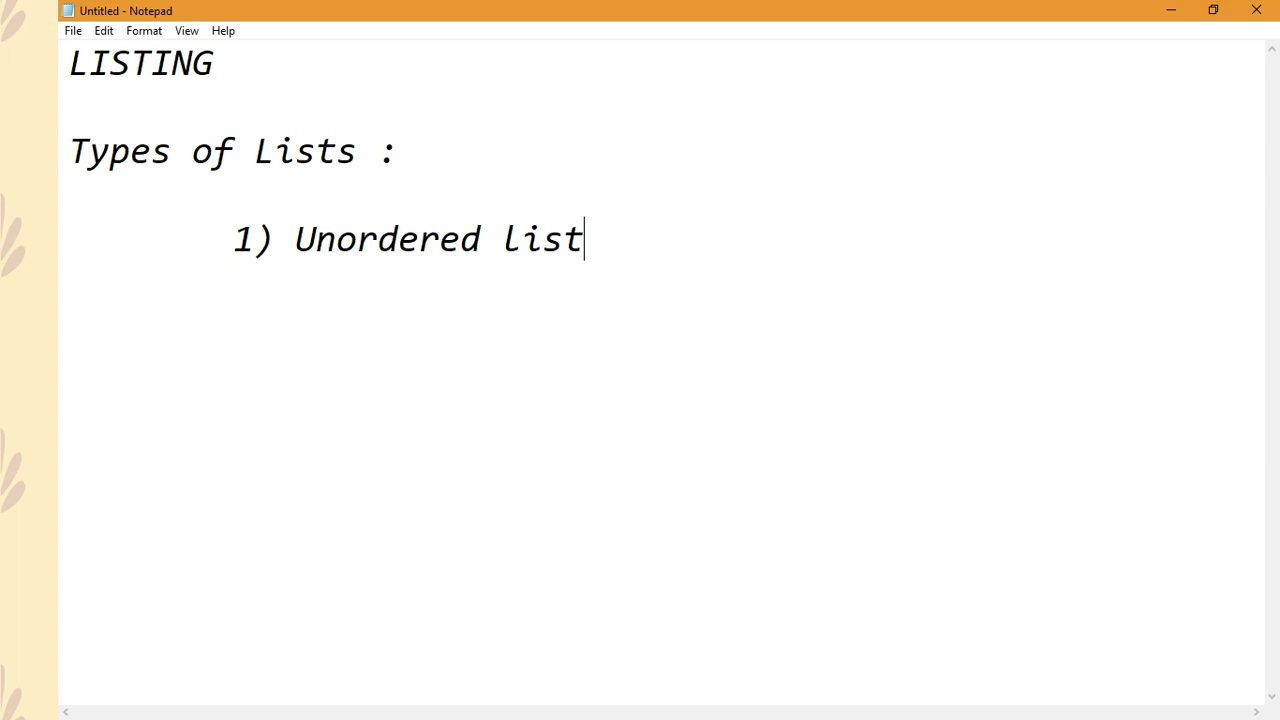 Untitled - Notepad
File Edit Format View Help
LISTING
Types of Lists :
1) Unordered list